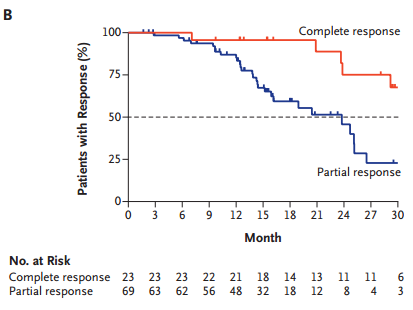 B
Patients with Response (%)
100
75
50
25
0
Complete response
Partial response
0 3 6 9 12 15 18 21 24 27 30
Month
No. at Risk
Complete response 23 23 23 22 21 18 14 13 11 11 6
Partial response 69 63 62 56 48 32 18 12 8 4 3